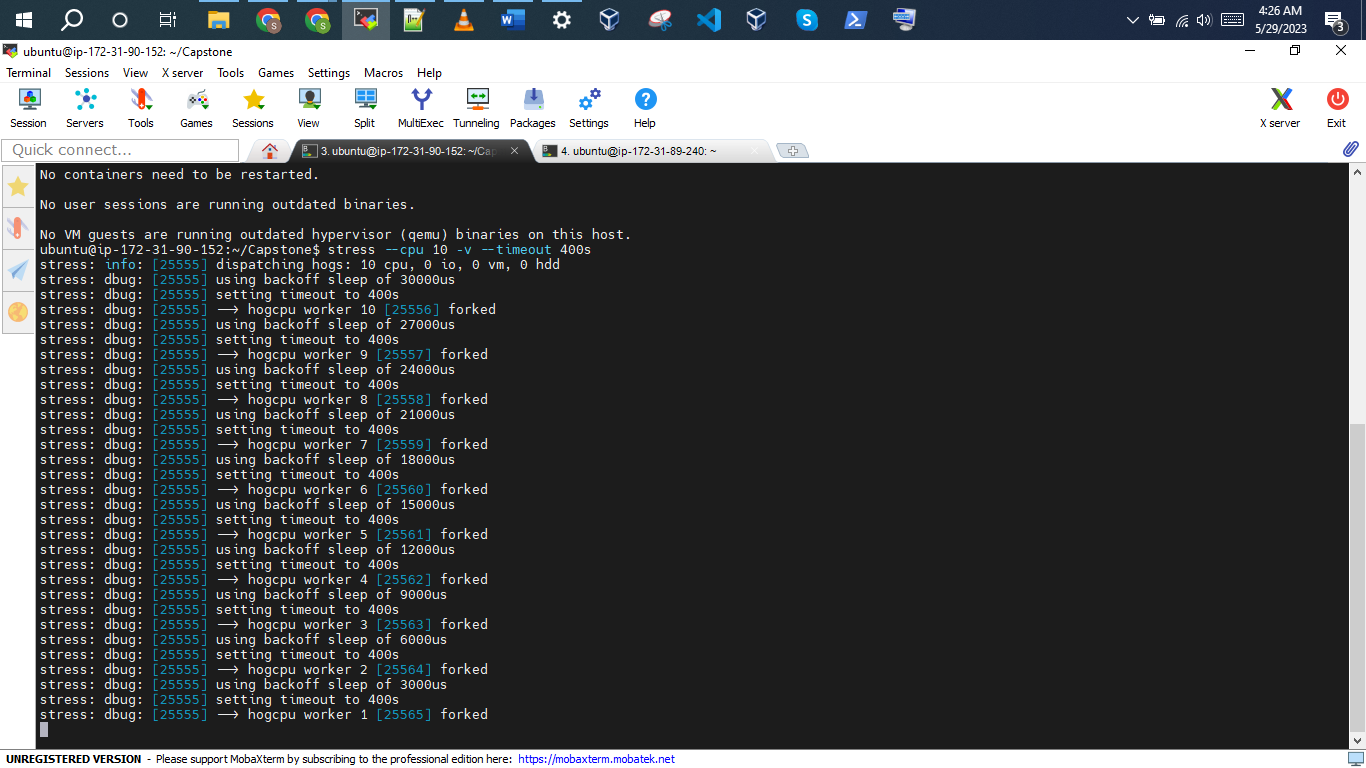 4:26 AM
5/29/2023
3
ubuntu@ip-172-31-90-152: ~/Capstone
Terminal Sessions View X server Tools Games Settings Macros Help
Session Servers Tools Games Sessions View Split MultiExec Tunneling Packages Settings Help X server Exit
Quick connect...
3. ubuntu@ip-172-31-90-152: ~/Cap
4. ubuntu@ip-172-31-89-240: ~
No containers need to be restarted.
No user sessions are running outdated binaries.
No VM guests are running outdated hypervisor (qemu) binaries on this host.
ubuntu@ip-172-31-90-152:~/Capstone$ stress --cpu 10 -v --timeout 400s
stress: info: [25555] dispatching hogs: 10 cpu, 0 io, 0 vm, 0 hdd
stress: dbug: [25555] using backoff sleep of 30000us
stress: dbug: [25555] setting timeout to 400s
stress: dbug: [25555] --> hogcpu worker 10 [25556] forked
stress: dbug: [25555] using backoff sleep of 27000us
stress: dbug: [25555] setting timeout to 400s
stress: dbug: [25555] --> hogcpu worker 9 [25557] forked
stress: dbug: [25555] using backoff sleep of 24000us
stress: dbug: [25555] setting timeout to 400s
stress: dbug: [25555] --> hogcpu worker 8 [25558] forked
stress: dbug: [25555] using backoff sleep of 21000us
stress: dbug: [25555] setting timeout to 400s
stress: dbug: [25555] --> hogcpu worker 7 [25559] forked
stress: dbug: [25555] using backoff sleep of 18000us
stress: dbug: [25555] setting timeout to 400s
stress: dbug: [25555] --> hogcpu worker 6 [25560] forked
stress: dbug: [25555] using backoff sleep of 15000us
stress: dbug: [25555] setting timeout to 400s
stress: dbug: [25555] --> hogcpu worker 5 [25561] forked
stress: dbug: [25555] using backoff sleep of 12000us
stress: dbug: [25555] setting timeout to 400s
stress: dbug: [25555] --> hogcpu worker 4 [25562] forked
stress: dbug: [25555] using backoff sleep of 9000us
stress: dbug: [25555] setting timeout to 400s
stress: dbug: [25555] --> hogcpu worker 3 [25563] forked
stress: dbug: [25555] using backoff sleep of 6000us
stress: dbug: [25555] setting timeout to 400s
stress: dbug: [25555] --> hogcpu worker 2 [25564] forked
stress: dbug: [25555] using backoff sleep of 3000us
stress: dbug: [25555] setting timeout to 400s
stress: dbug: [25555] --> hogcpu worker 1 [25565] forked
UNREGISTERED VERSION - Please support MobaXterm by subscribing to the professional edition here: https://mobaxterm.mobatek.net